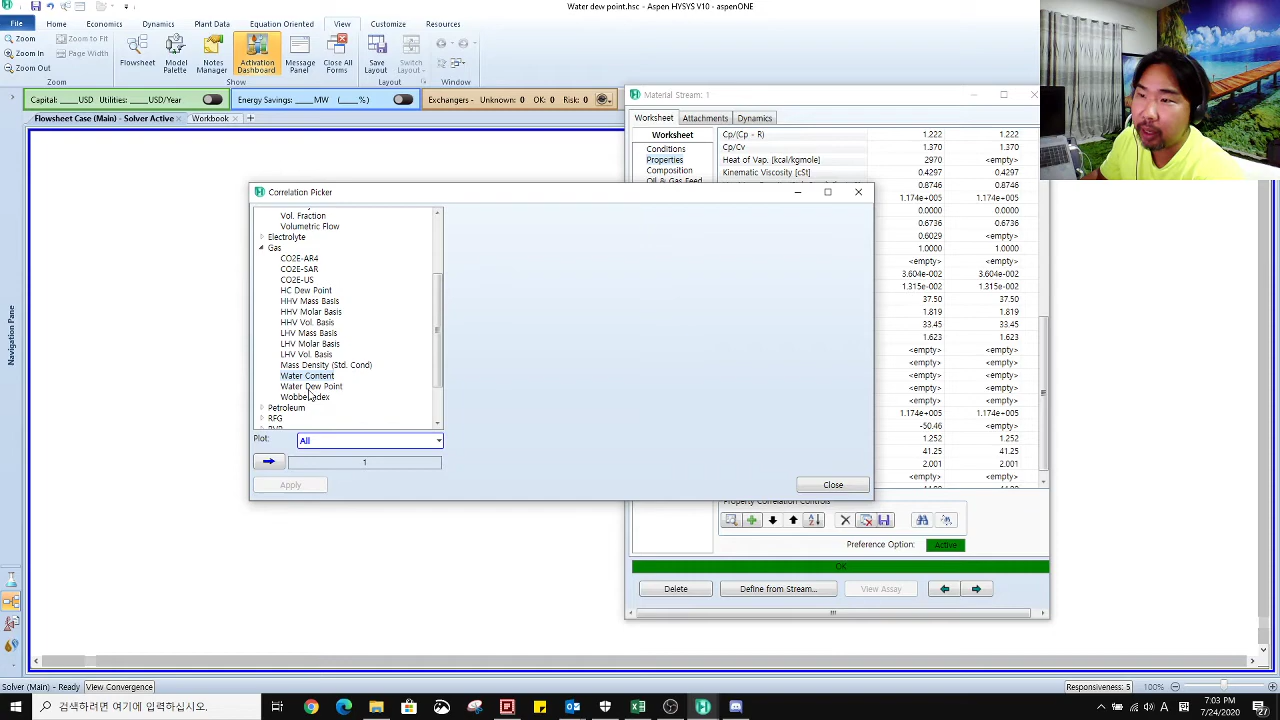 Water dew point.hsc - Aspen HYSYS V10 - aspenONE
File Home Economics Dynamics Plant Data Equation Oriented View Customize Resources
Zoom
Zoom In
Zoom Out
Zoom to Fit
Page Width
Zoom
Flowsheet
Model Palette
Notes Manager
Activation Dashboard
Message Panel
Close All Forms
Show
Save Layout
Switch Layout
Layout
Window
Capital: ____USD Utilities: ____USD/Year
Energy Savings: ____MW (____%)
Exchangers - Unknown: 0 OK: 0 Risk: 0
Flowsheet Case (Main) - Solver Active
Workbook
Navigation Pane
Material Stream: 1
Worksheet Attachments Dynamics
Worksheet
Conditions
Properties
Composition
Oil & Gas Feed
Cp/(Cp - R) 1.222 1.222
Cp/Cv 1.370 1.370
Heat of Vap. [kcal/kgmole] 2970 <empty>
Kinematic Viscosity [cSt] 0.4297 0.4297
0.8746 0.8746
1.174e+005 1.174e+005
0.0000 0.0000
0.6736 0.6736
0.6029 <empty>
1.0000 1.0000
<empty> <empty>
3.604e-002 3.604e-002
1.315e-002 1.315e-002
37.50 37.50
1.819 1.819
33.45 33.45
1.623 1.623
<empty> <empty>
<empty> <empty>
<empty> <empty>
<empty> <empty>
<empty> <empty>
1.174e+005 1.174e+005
-50.46 <empty>
1.252 1.252
41.25 41.25
2.001 2.001
<empty> <empty>
Property Correlation Controls
Preference Option: Active
OK
Delete Define from Stream... View Assay
Correlation Picker
Vol. Fraction
Volumetric Flow
Electrolyte
Gas
CO2E-AR4
CO2E-SAR
CO2E-US
HC Dew Point
HHV Mass Basis
HHV Molar Basis
HHV Vol. Basis
LHV Mass Basis
LHV Molar Basis
LHV Vol. Basis
Mass Density (Std. Cond)
Water Content
Water Dew Point
Petroleum
RFG
Plot: All
1
Apply
Close
Solver (Main) - Ready View Convergence
Responsiveness: 5 100%
검색하려면 여기에 입력하십시오.
7:03 PM
7/24/2020